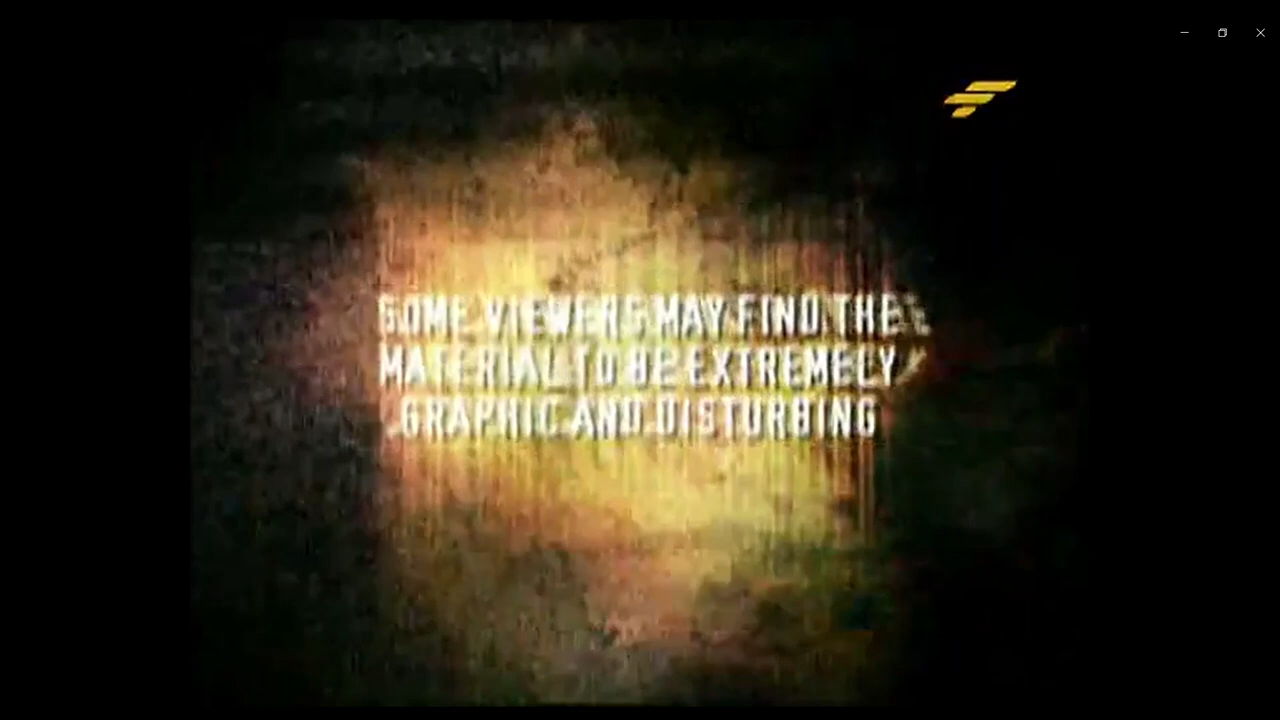 SOME VIEWERS MAY FIND THE
MATERIAL TO BE EXTREMELY
GRAPHIC AND DISTURBING